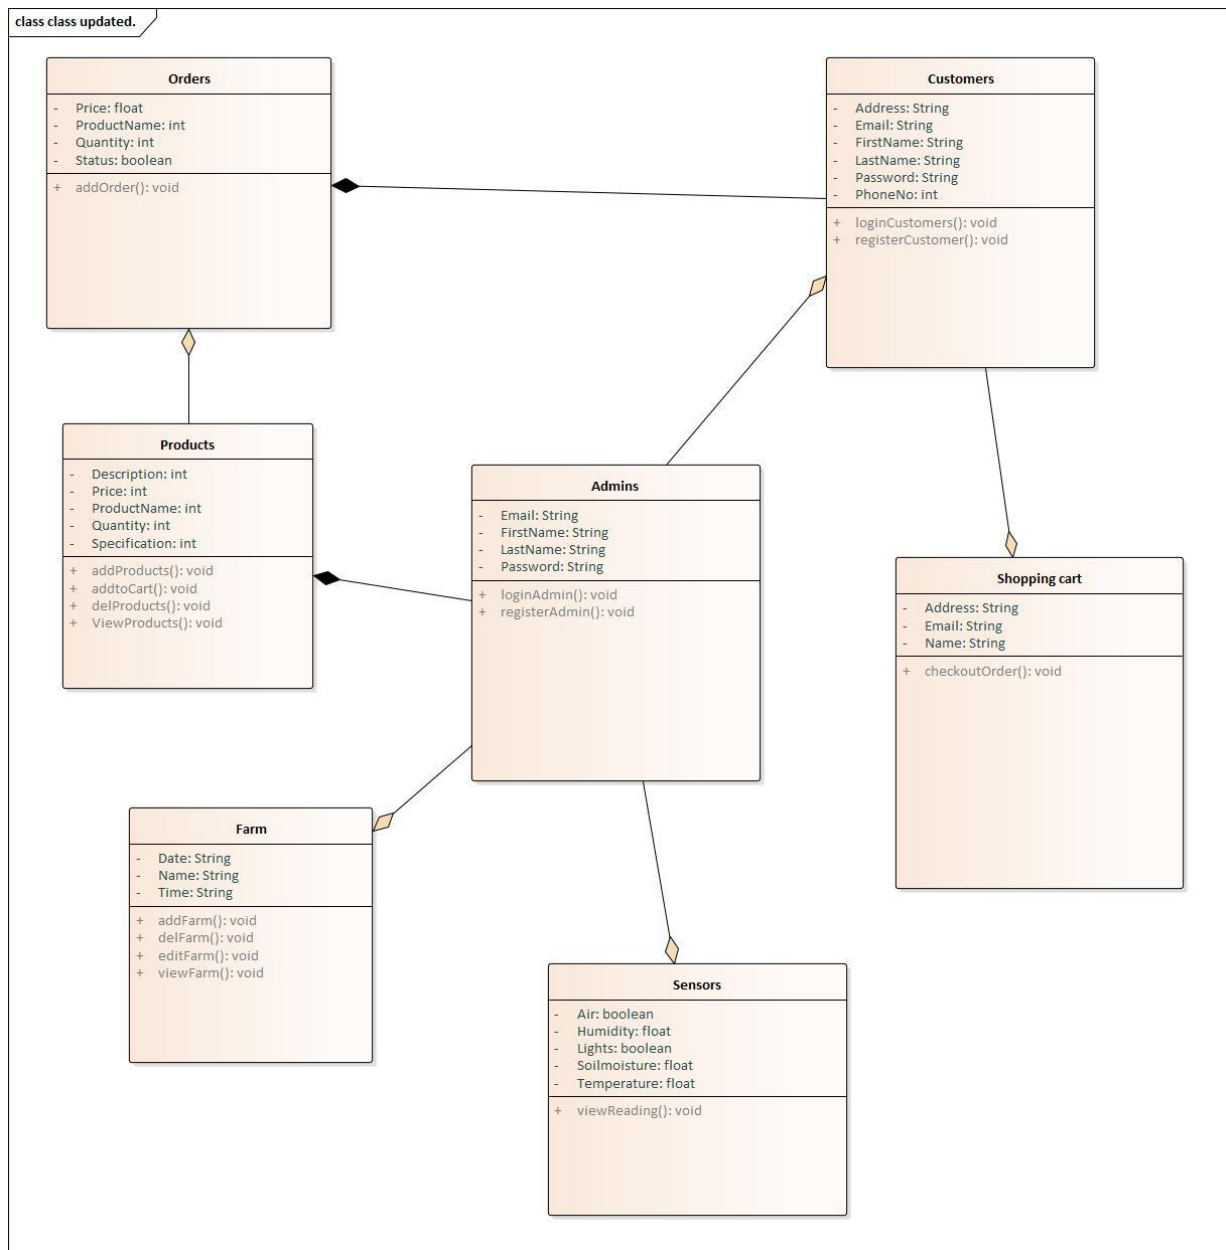 class class updated.
Orders
- Price: float
- ProductName: int
- Quantity: int
- Status: boolean
+ addOrder(): void
Customers
- Address: String
- Email: String
- FirstName: String
- LastName: String
- Password: String
- PhoneNo: int
+ loginCustomers(): void
+ registerCustomer(): void
Products
- Description: int
- Price: int
- ProductName: int
- Quantity: int
- Specification: int
+ addProducts(): void
+ addtoCart(): void
+ delProducts(): void
+ ViewProducts(): void
Admins
- Email: String
- FirstName: String
- LastName: String
- Password: String
+ loginAdmin(): void
+ registerAdmin(): void
Shopping cart
- Address: String
- Email: String
- Name: String
+ checkoutOrder(): void
Farm
- Date: String
- Name: String
- Time: String
+ addFarm(): void
+ delFarm(): void
+ editFarm(): void
+ viewFarm(): void
Sensors
- Air: boolean
- Humidity: float
- Lights: boolean
- Soilmoisture: float
- Temperature: float
+ viewReading(): void